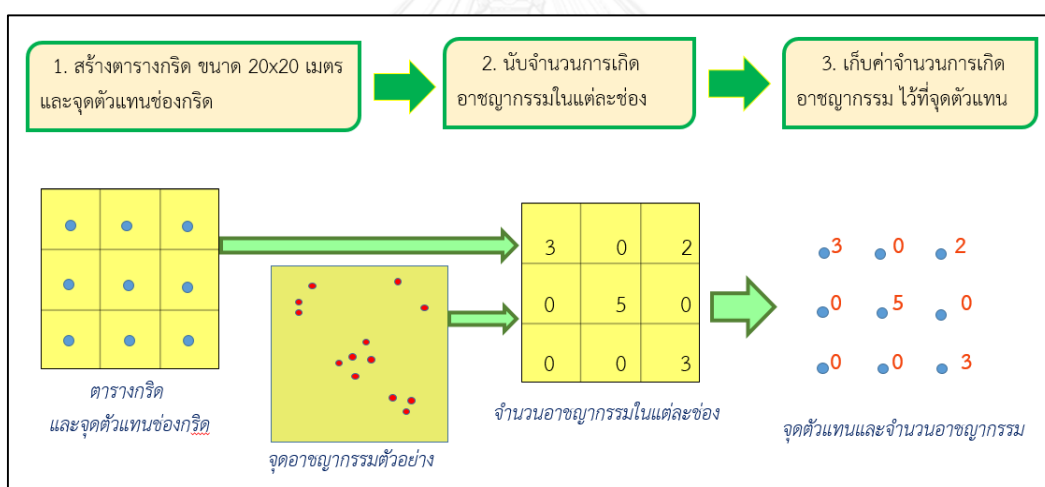 1. สร้างตารางกริด ขนาด 20x20 เมตร
และจุดตัวแทนช่องกริด
2. นับจำนวนการเกิด
อาชญากรรมในแต่ละช่อง
3. เก็บค่าจำนวนการเกิด
อาชญากรรม ไว้ที่จุดตัวแทน
ตารางกริด
และจุดตัวแทนช่องกริด
จุดอาชญากรรมตัวอย่าง
3 0 2
0 5 0
0 0 3
จำนวนอาชญากรรมในแต่ละช่อง
3 0 2
0 5 0
0 0 3
จุดตัวแทนและจำนวนอาชญากรรม